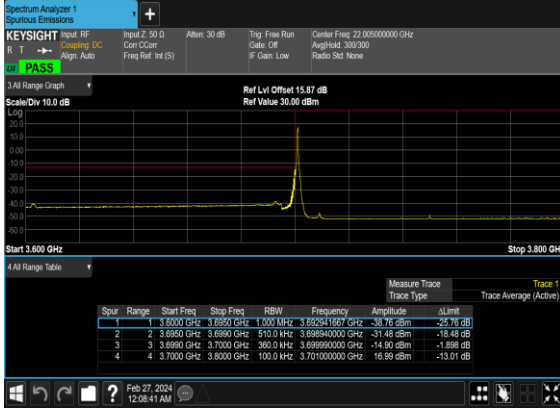 Spectrum Analyzer 1
Spurious Emissions
+
KEYSIGHT Input: RF Input Z: 50 Ω Atten: 30 dB Trig: Free Run Center Freq: 22.005000000 GHz
R T Coupling: DC Corr CCorr Gate: Off Avg|Hold: 300/300
Align: Auto Freq Ref: Int (S) IF Gain: Low Radio Std: None
LXI PASS
3 All Range Graph
Ref Lvl Offset 15.87 dB
Scale/Div 10.0 dB Ref Value 30.00 dBm
Log
20.0
10.0
0.00
-10.0
-20.0
-30.0
-40.0
-50.0
-60.0
Start 3.600 GHz Stop 3.800 GH
4 All Range Table
Measure Trace Trace 1
Trace Type Trace Average (Active)
Spur Range Start Freq Stop Freq RBW Frequency Amplitude ΔLimit
1 1 3.6000 GHz 3.6950 GHz 1.000 MHz 3.692941667 GHz -38.76 dBm -25.76 dB
2 2 3.6950 GHz 3.6990 GHz 510.0 kHz 3.698940000 GHz -31.48 dBm -18.48 dB
3 3 3.6990 GHz 3.7000 GHz 360.0 kHz 3.699990000 GHz -14.90 dBm -1.898 dB
4 4 3.7000 GHz 3.8000 GHz 100.0 kHz 3.701000000 GHz 16.99 dBm -13.01 dB
? Feb 27, 2024
12:08:41 AM